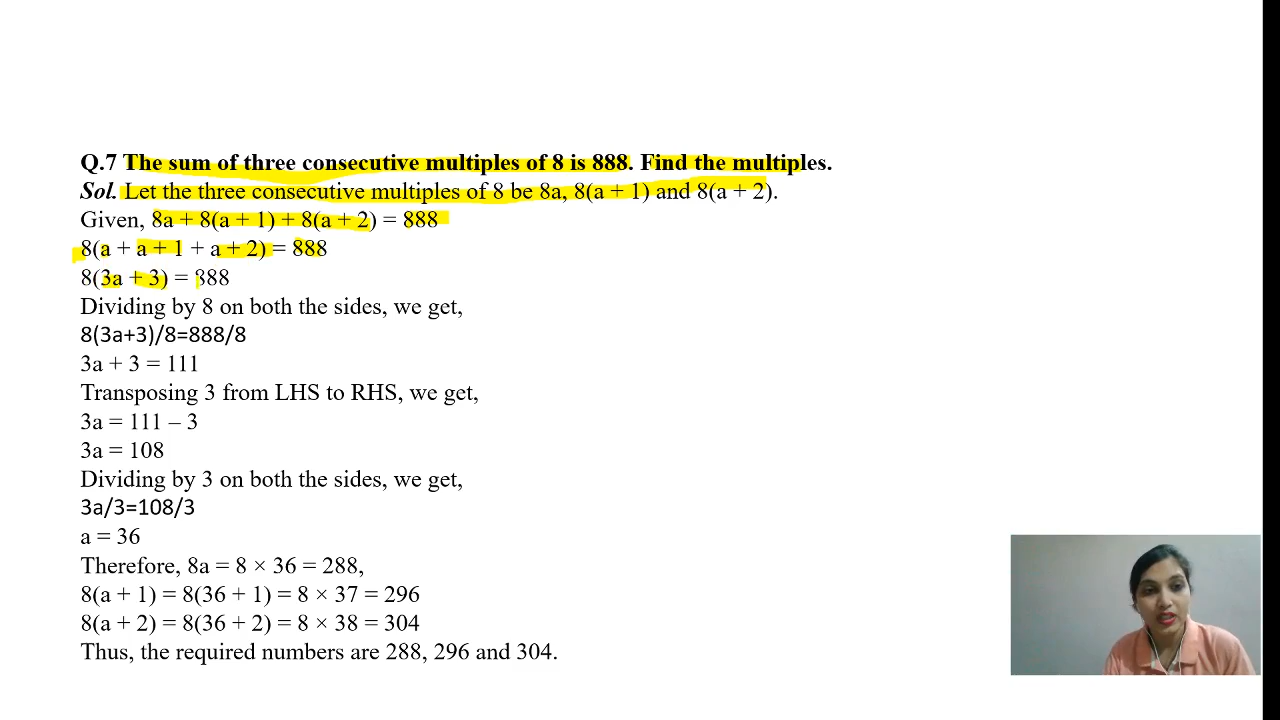 Q.7 The sum of three consecutive multiples of 8 is 888. Find the multiples.
Sol. Let the three consecutive multiples of 8 be 8a, 8(a + 1) and 8(a + 2).
Given, 8a + 8(a + 1) + 8(a + 2) = 888
8(a + a + 1 + a + 2) = 888
8(3a + 3) = 888
Dividing by 8 on both the sides, we get,
8(3a+3)/8=888/8
3a + 3 = 111
Transposing 3 from LHS to RHS, we get,
3a = 111 – 3
3a = 108
Dividing by 3 on both the sides, we get,
3a/3=108/3
a = 36
Therefore, 8a = 8 × 36 = 288,
8(a + 1) = 8(36 + 1) = 8 × 37 = 296
8(a + 2) = 8(36 + 2) = 8 × 38 = 304
Thus, the required numbers are 288, 296 and 304.